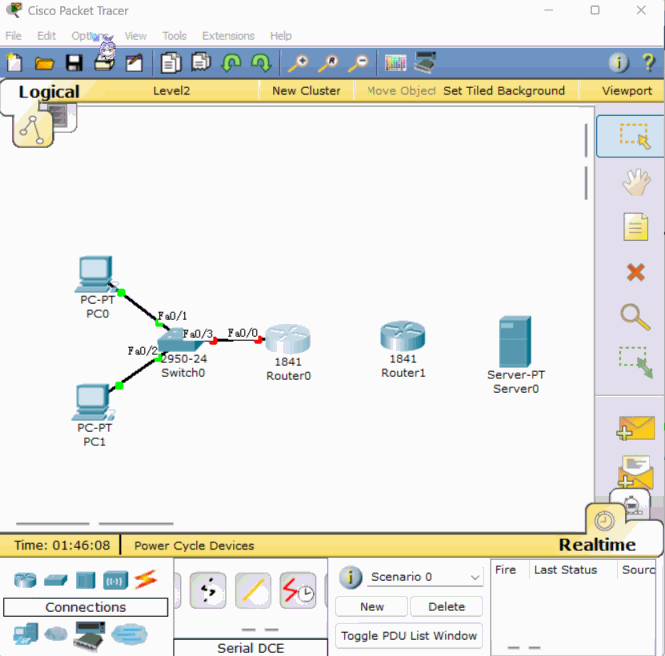 Cisco Packet Tracer
File Edit Options View Tools Extensions Help
Logical Level2 New Cluster Move Object Set Tiled Background Viewport
PC-PT
PC0
Fa0/1
Fa0/3 Fa0/0
Fa0/2
2950-24
Switch0
1841
Router0
1841
Router1
Server-PT
Server0
PC-PT
PC1
Time: 01:46:08 Power Cycle Devices Realtime
Connections
Serial DCE
Scenario 0
New Delete
Toggle PDU List Window
Fire Last Status Sourc